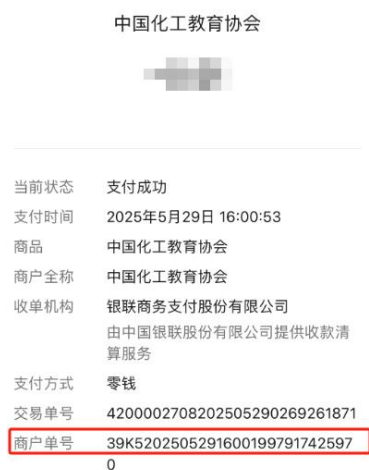 中国化工教育协会
当前状态 支付成功
支付时间 2025年5月29日 16:00:53
商品 中国化工教育协会
商户全称 中国化工教育协会
收单机构 银联商务支付股份有限公司
由中国银联股份有限公司提供收款清
算服务
支付方式 零钱
交易单号 4200002708202505290269261871
商户单号 39K5202505291600199791742597
0